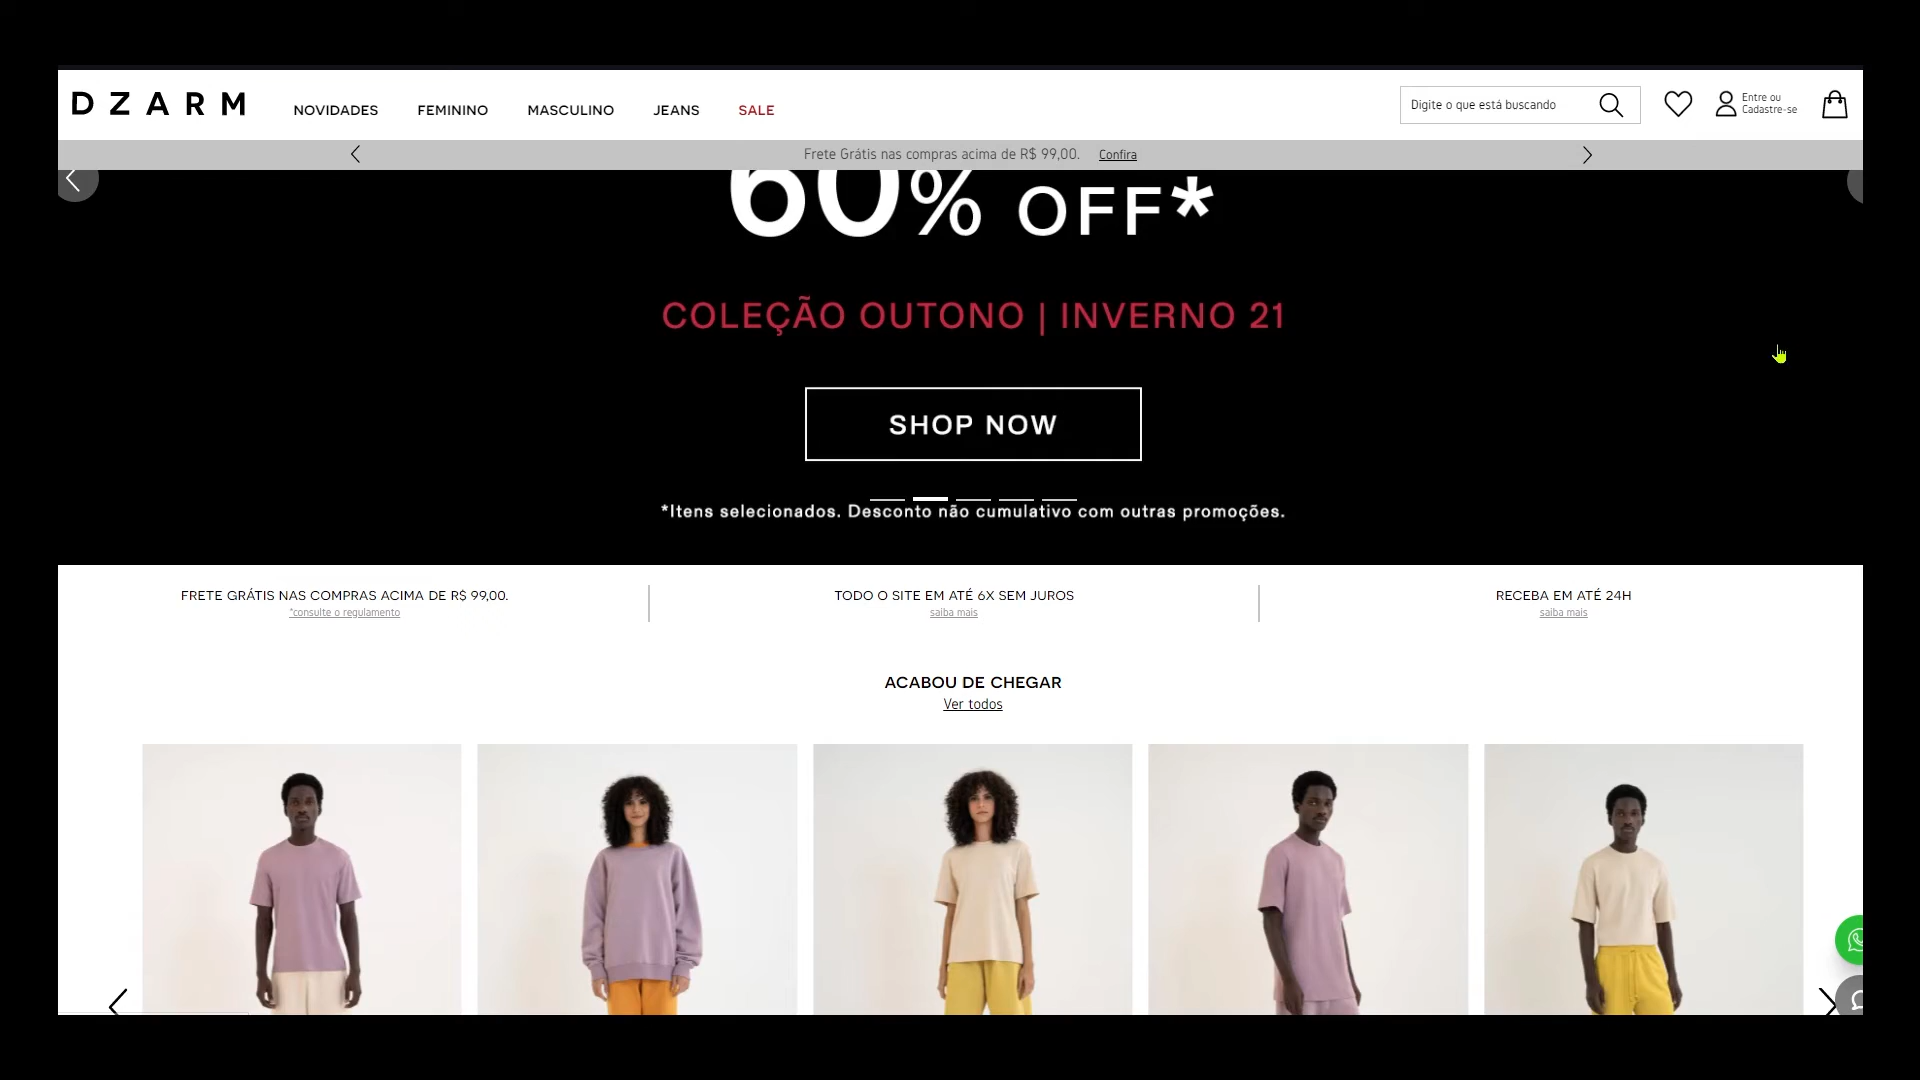 DZARM
NOVIDADES FEMININO MASCULINO JEANS SALE
Digite o que está buscando
Entre ou
Cadastre-se
Frete Grátis nas compras acima de R$ 99,00. Confira
60% OFF*
COLEÇÃO OUTONO | INVERNO 21
SHOP NOW
*Itens selecionados. Desconto não cumulativo com outras promoções.
FRETE GRÁTIS NAS COMPRAS ACIMA DE R$ 99,00.
*consulte o regulamento
TODO O SITE EM ATÉ 6X SEM JUROS
saiba mais
RECEBA EM ATÉ 24H
saiba mais
ACABOU DE CHEGAR
Ver todos